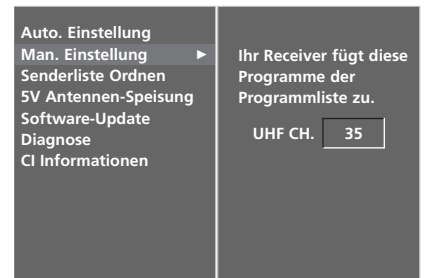 Auto. Einstellung
Man. Einstellung ►
Senderliste Ordnen
5V Antennen-Speisung
Software-Update
Diagnose
CI Informationen
Ihr Receiver fügt diese
Programme der
Programmliste zu.
UHF CH. 35